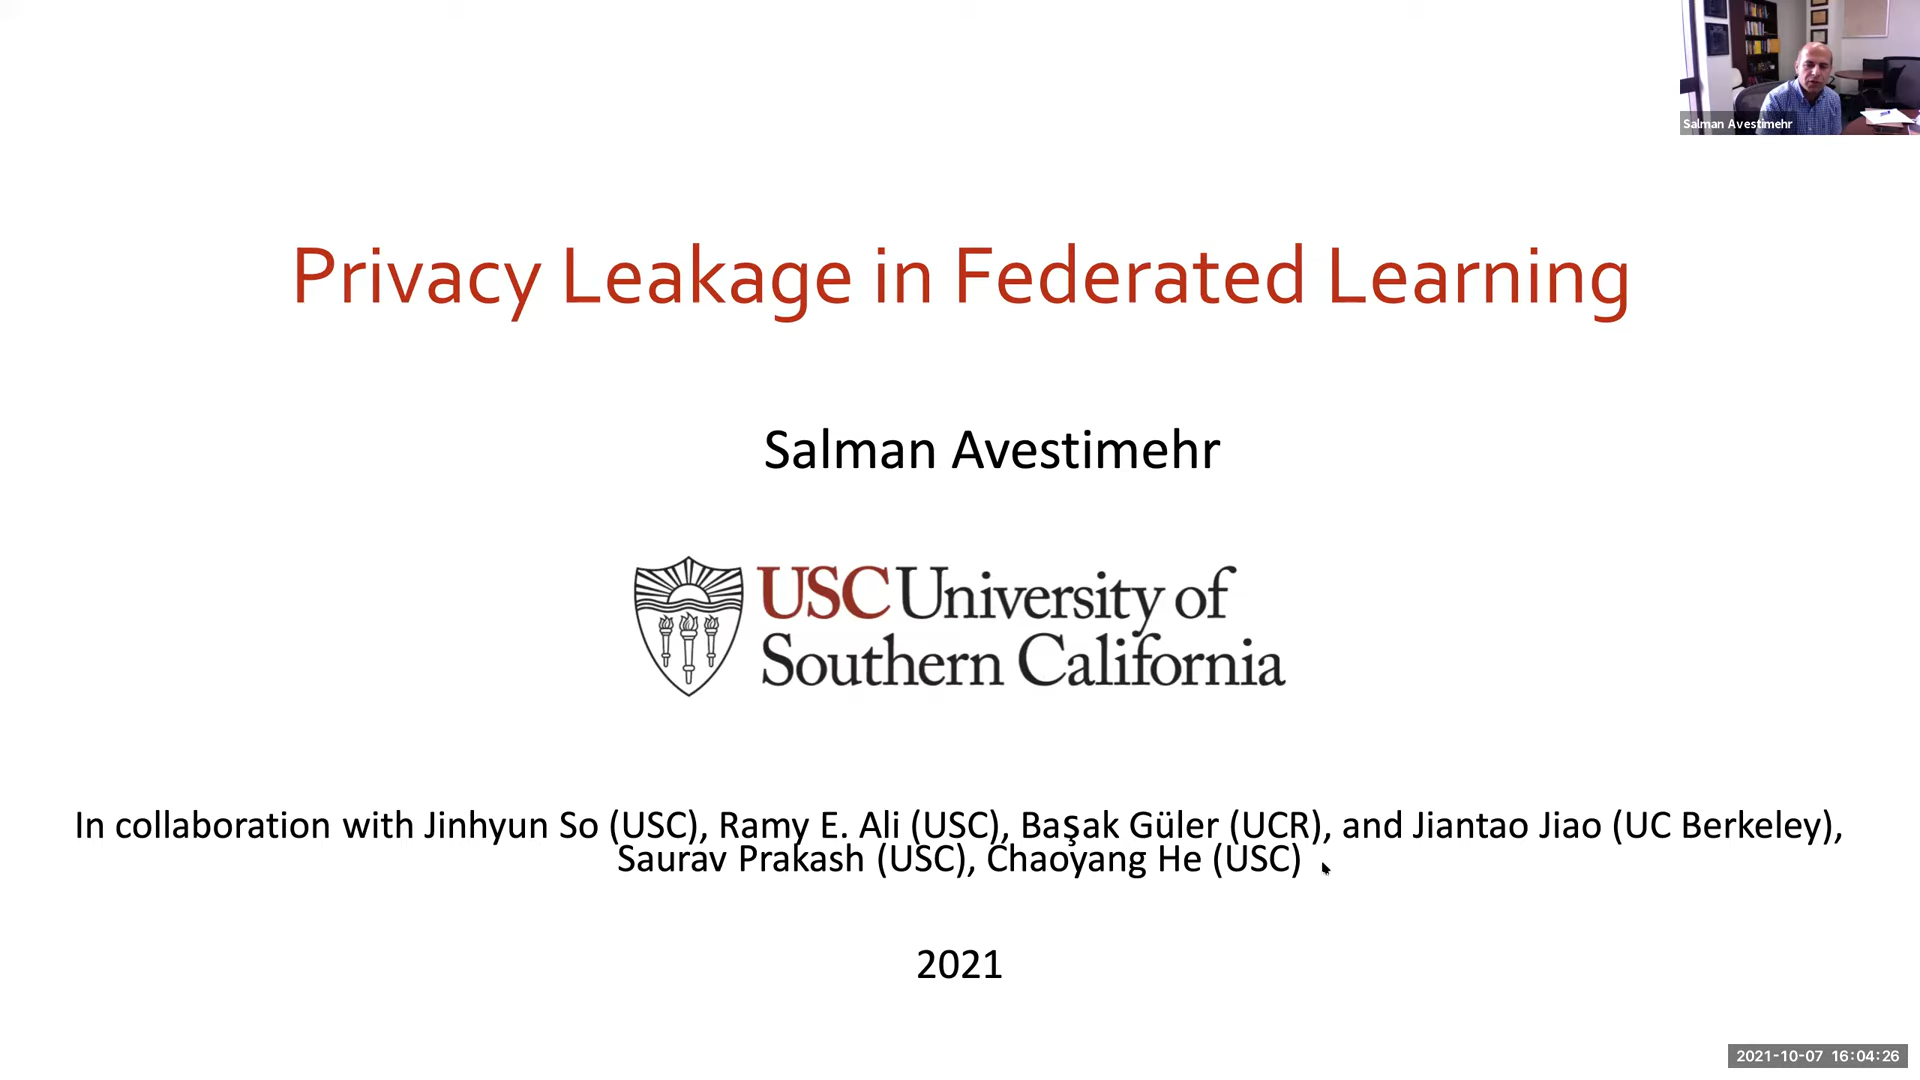 Salman Avestimehr
Privacy Leakage in Federated Learning
Salman Avestimehr
USC University of
Southern California
In collaboration with Jinhyun So (USC), Ramy E. Ali (USC), Başak Güler (UCR), and Jiantao Jiao (UC Berkeley),
Saurav Prakash (USC), Chaoyang He (USC)
2021
2021-10-07 16:04:26